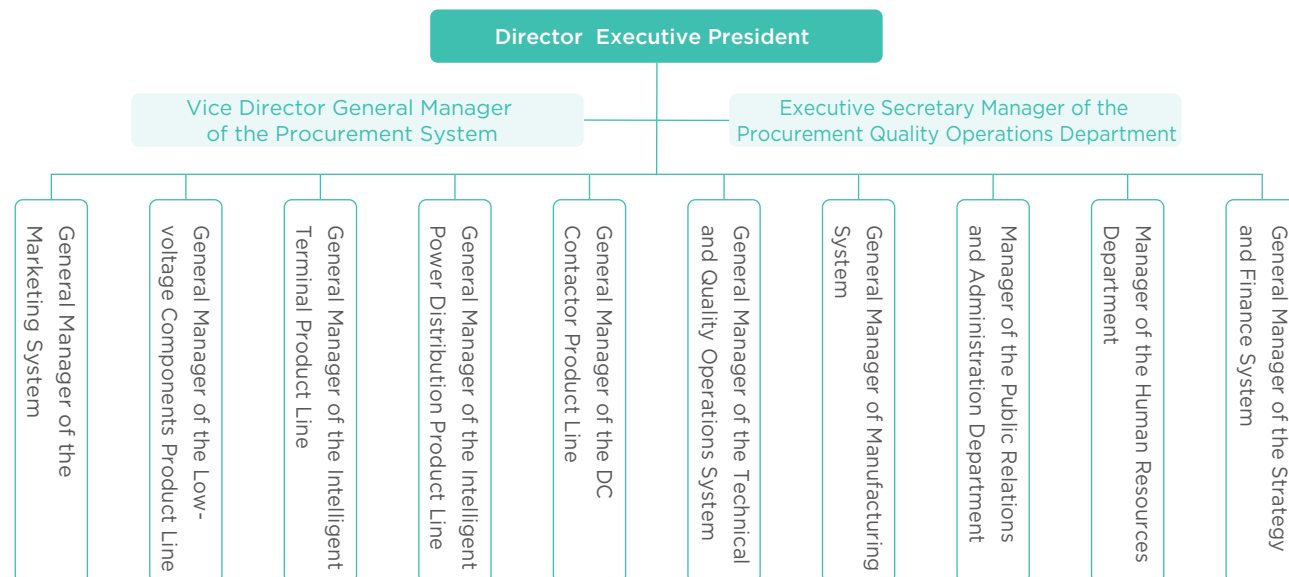 Director  Executive President
Vice Director General Manager
of the Procurement System
Executive Secretary Manager of the
Procurement Quality Operations Department
General Manager of the
Marketing System
General Manager of the Low-
voltage Components Product Line
General Manager of the Intelligent
Terminal Product Line
General Manager of the Intelligent
Power Distribution Product Line
General Manager of the DC
Contactor Product Line
General Manager of the Technical
and Quality Operations System
General Manager of Manufacturing
System
Manager of the Public Relations
and Administration Department
Manager of the Human Resources
Department
General Manager of the Strategy
and Finance System